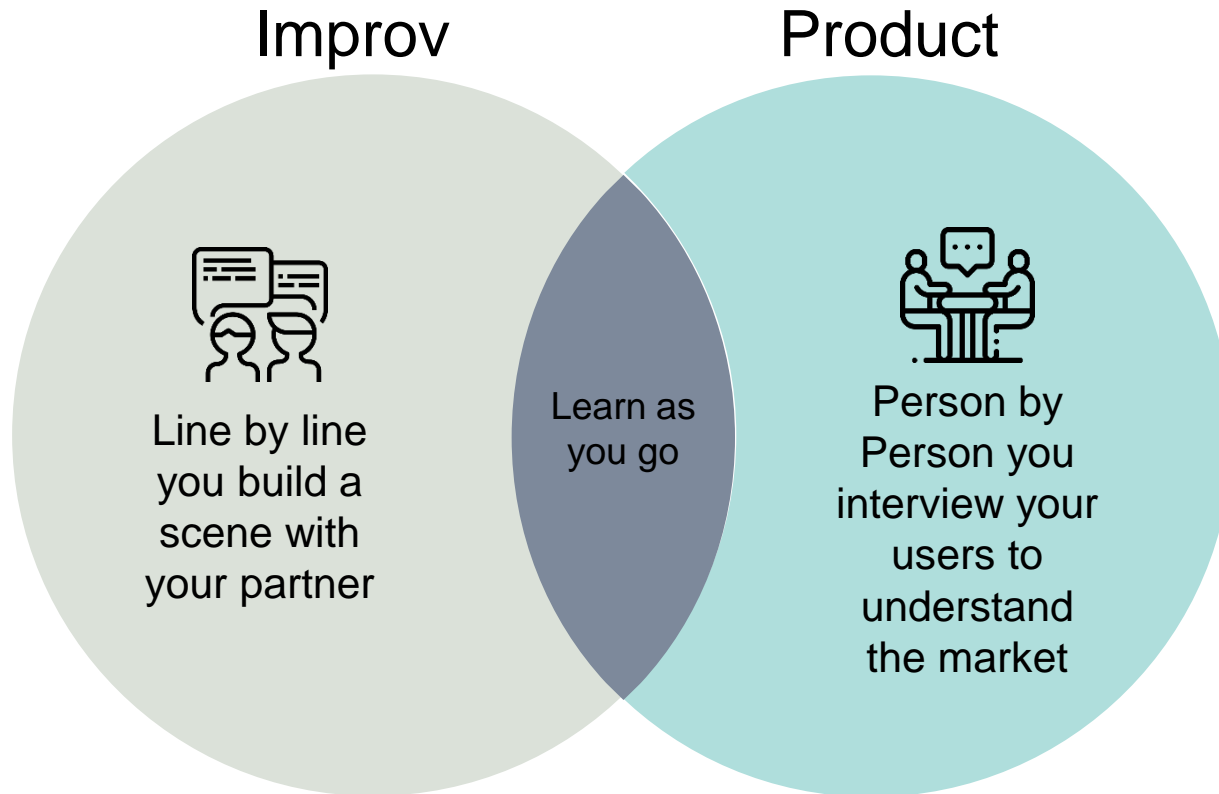 Improv
Product
Line by line
you build a
scene with
your partner
Learn as
you go
Person by
Person you
interview your
users to
understand
the market